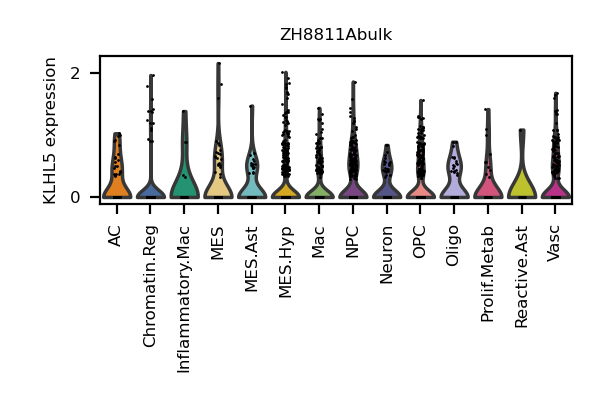 ZH8811Abulk
KLHL5 expression
2
0
AC
Chromatin.Reg
Inflammatory.Mac
MES
MES.Ast
MES.Hyp
Mac
NPC
Neuron
OPC
Oligo
Prolif.Metab
Reactive.Ast
Vasc